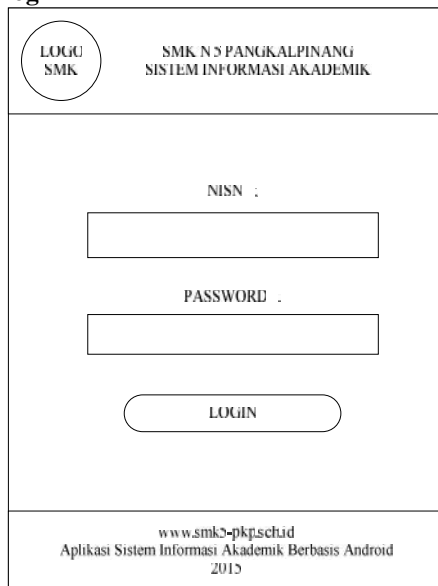 LOGO
SMK
SMK N 5 PANGKALPINANG
SISTEM INFORMASI AKADEMIK
NISN :
PASSWORD :
LOGIN
www.smk5-pkp.sch.id
Aplikasi Sistem Informasi Akademik Berbasis Android
2015